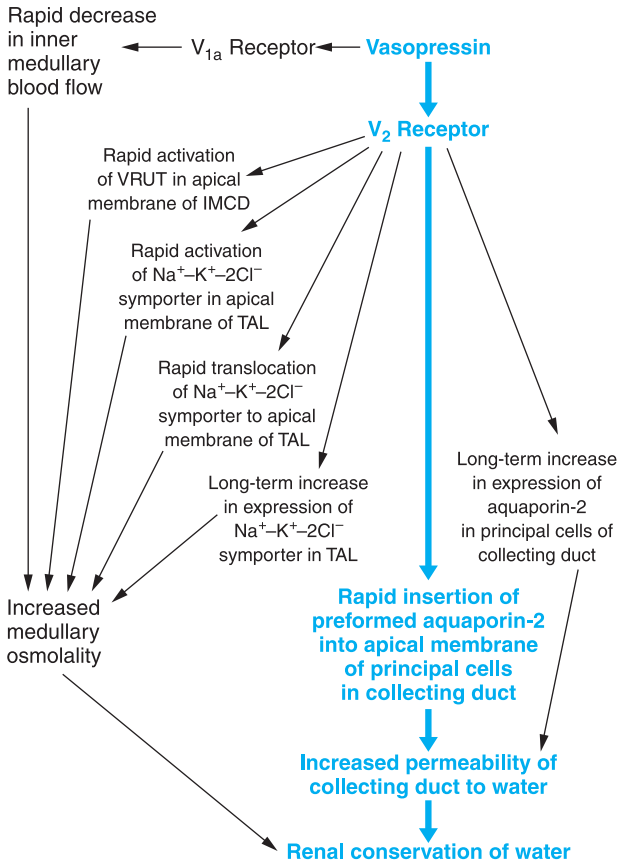 Rapid decrease
in inner
medullary
blood flow
V1a Receptor
Vasopressin
V2 Receptor
Rapid activation
of VRUT in apical
membrane of IMCD
Rapid activation
of Na+–K+–2Cl–
symporter in apical
membrane of TAL
Rapid translocation
of Na+–K+–2Cl–
symporter to apical
membrane of TAL
Long-term increase
in expression of
Na+–K+–2Cl–
symporter in TAL
Long-term increase
in expression of
aquaporin-2
in principal cells of
collecting duct
Increased
medullary
osmolality
Rapid insertion of
preformed aquaporin-2
into apical membrane
of principal cells
in collecting duct
Increased permeability of
collecting duct to water
Renal conservation of water